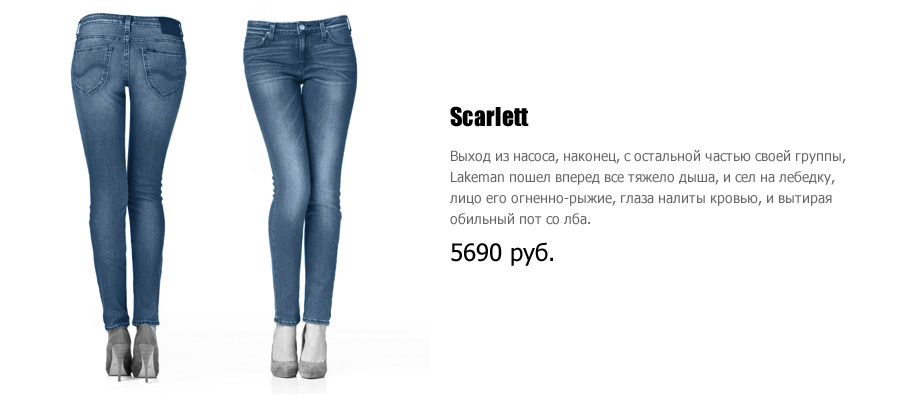 Scarlett
Выход из насоса, наконец, с остальной частью своей группы,
Lakeman пошел вперед все тяжело дыша, и сел на лебедку,
лицо его огненно-рыжие, глаза налиты кровью, и вытирая
обильный пот со лба.
5690 руб.